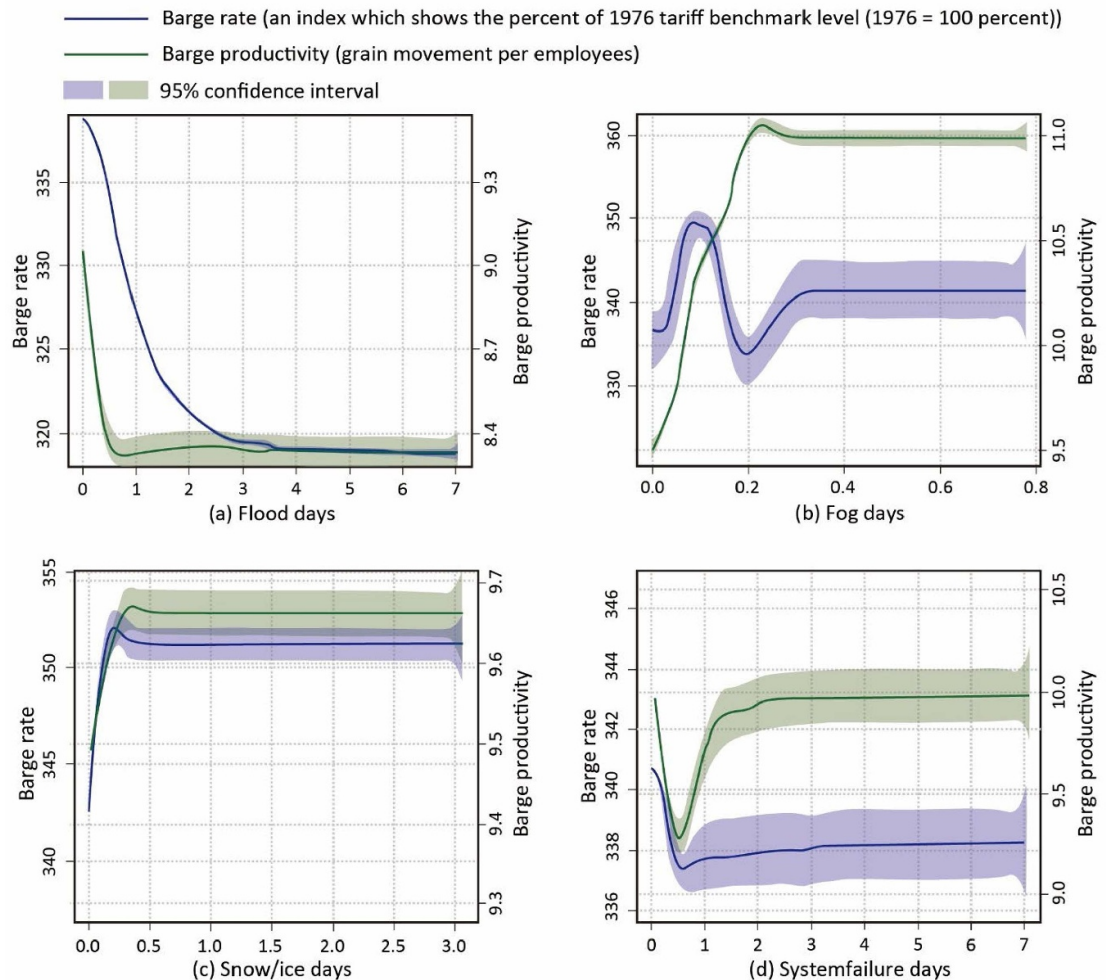 Barge rate (an index which shows the percent of 1976 tariff benchmark level (1976 = 100 percent))
Barge productivity (grain movement per employees)
95% confidence interval
Barge rate
335
330
325
320
9.3
9.0
8.7
8.4
Barge productivity
0 1 2 3 4 5 6 7
(a) Flood days
Barge rate
360
350
340
330
11.0
10.5
10.0
9.5
Barge productivity
0.0 0.2 0.4 0.6 0.8
(b) Fog days
Barge rate
355
350
345
340
9.7
9.6
9.5
9.4
9.3
Barge productivity
0.0 0.5 1.0 1.5 2.0 2.5 3.0
(c) Snow/ice days
Barge rate
346
344
342
340
338
336
10.5
10.0
9.5
9.0
Barge productivity
0 1 2 3 4 5 6 7
(d) Systemfailure days